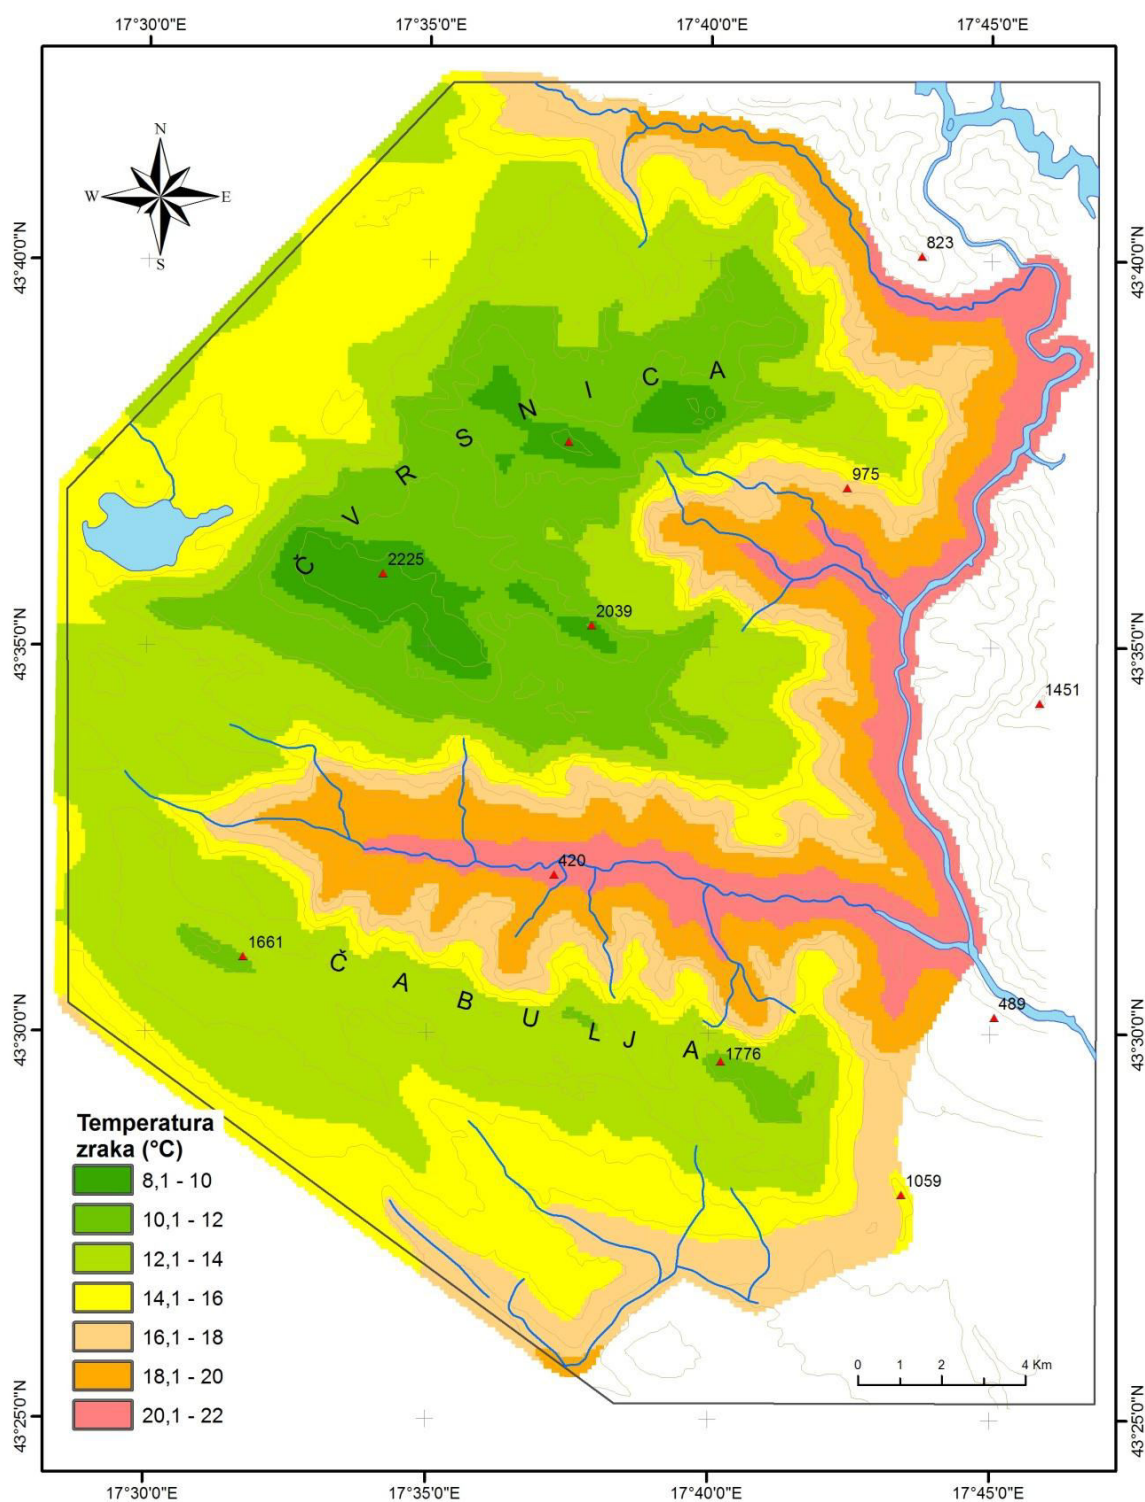 17°30'0"E 17°35'0"E 17°40'0"E 17°45'0"E
N
W E
S
43°40'0"N 43°40'0"N
823
ČVRSNICA
975
2225
2039
43°35'0"N 43°35'0"N
1451
420
1661
ČABULJA
489
43°30'0"N 43°30'0"N
1776
1059
Temperatura
zraka (°C)
8,1 - 10
10,1 - 12
12,1 - 14
14,1 - 16
16,1 - 18
18,1 - 20
20,1 - 22
0 1 2 4 Km
43°25'0"N 43°25'0"N
17°30'0"E 17°35'0"E 17°40'0"E 17°45'0"E